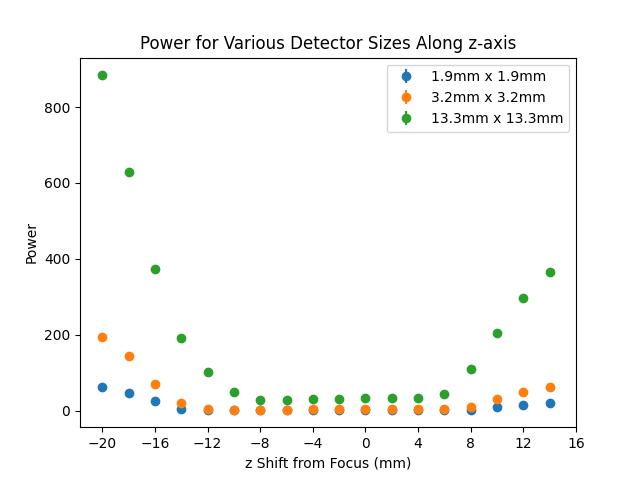 Power for Various Detector Sizes Along z-axis
1.9mm x 1.9mm
3.2mm x 3.2mm
13.3mm x 13.3mm
800
600
400
200
0
Power
−20 −16 −12 −8 −4 0 4 8 12 16
z Shift from Focus (mm)